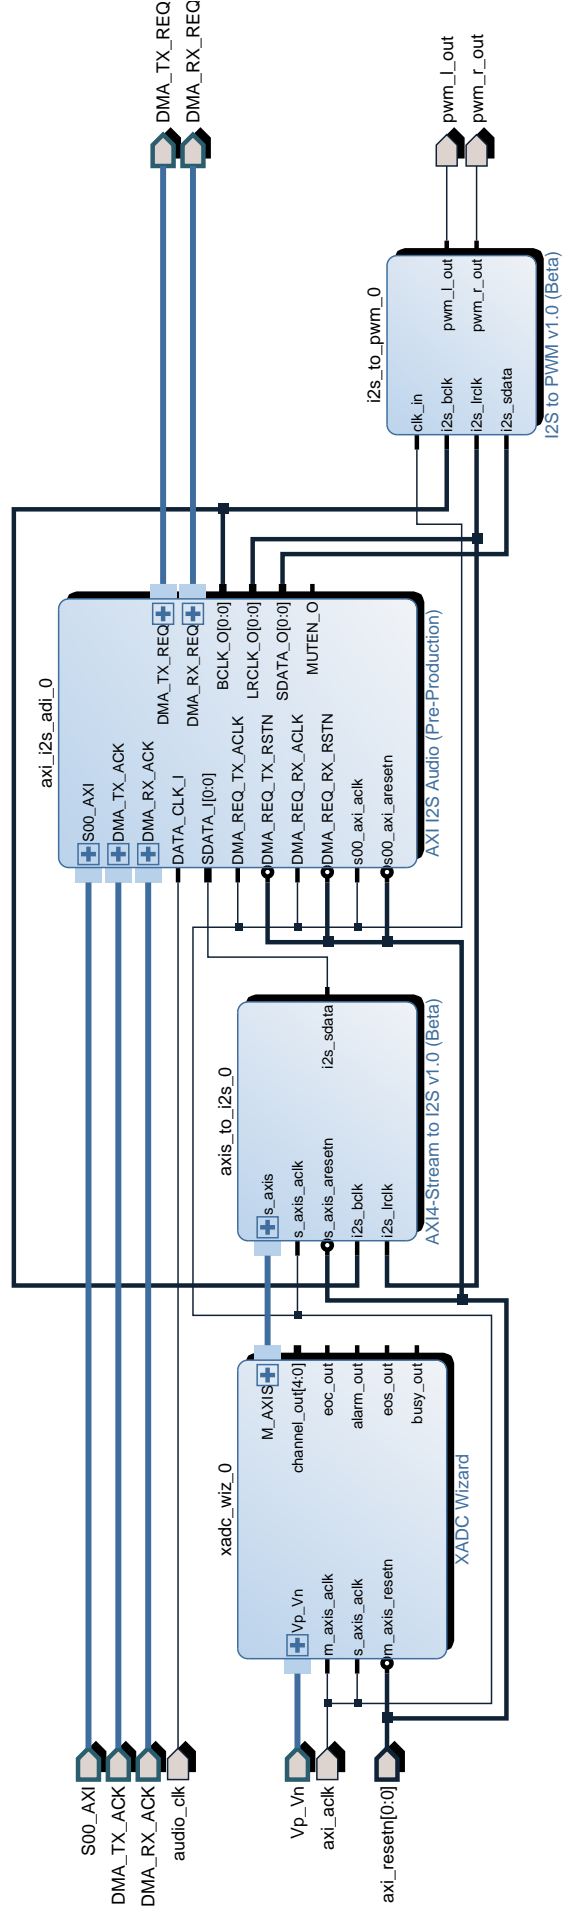 S00_AXI
DMA_TX_ACK
DMA_RX_ACK
audio_clk
Vp_Vn
axi_aclk
axi_resetn[0:0]
xadc_wiz_0
Vp_Vn
m_axis_aclk
s_axis_aclk
m_axis_resetn
M_AXIS
channel_out[4:0]
eoc_out
alarm_out
eos_out
busy_out
XADC Wizard
axis_to_i2s_0
s_axis
s_axis_aclk
s_axis_aresetn
i2s_bclk
i2s_lrclk
i2s_sdata
AXI4-Stream to I2S v1.0 (Beta)
axi_i2s_adi_0
S00_AXI
DMA_TX_ACK
DMA_RX_ACK
DATA_CLK_I
SDATA_I[0:0]
DMA_REQ_TX_ACLK
DMA_REQ_TX_RSTN
DMA_REQ_RX_ACLK
DMA_REQ_RX_RSTN
s00_axi_aclk
s00_axi_aresetn
DMA_TX_REQ
DMA_RX_REQ
BCLK_O[0:0]
LRCLK_O[0:0]
SDATA_O[0:0]
MUTEN_O
AXI I2S Audio (Pre-Production)
i2s_to_pwm_0
clk_in
i2s_bclk
i2s_lrclk
i2s_sdata
pwm_l_out
pwm_r_out
I2S to PWM v1.0 (Beta)
DMA_TX_REQ
DMA_RX_REQ
pwm_l_out
pwm_r_out